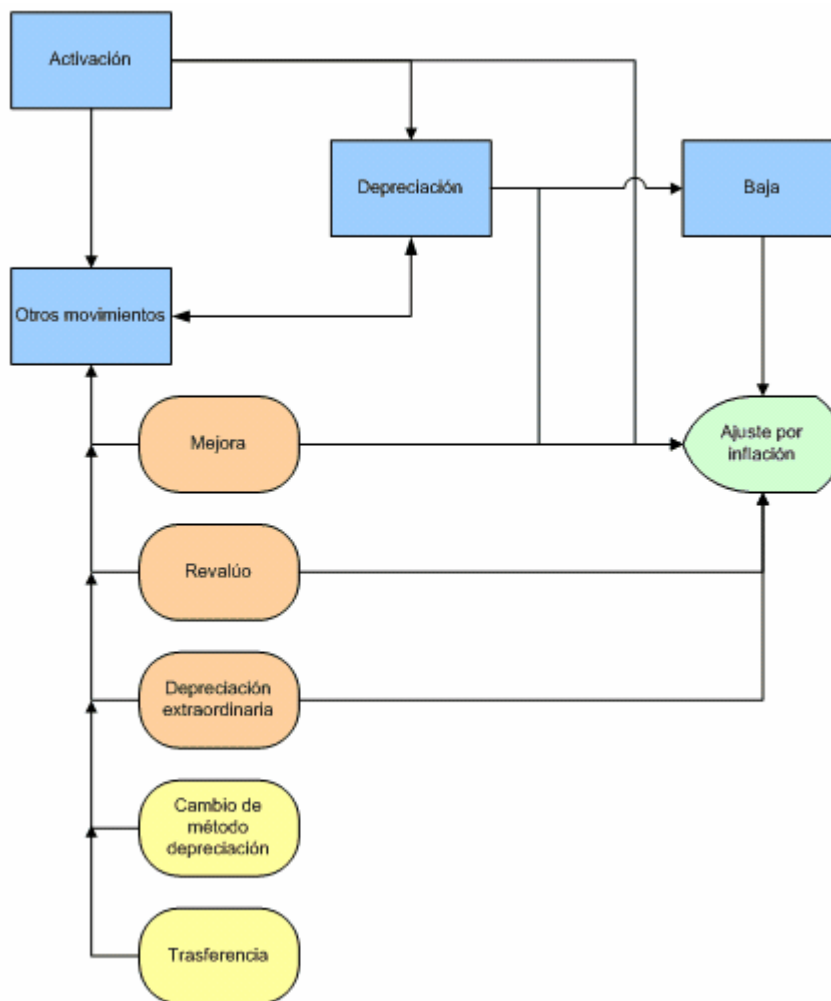 Activación
Depreciación
Baja
Otros movimientos
Mejora
Ajuste por
inflación
Revalúo
Depreciación
extraordinaria
Cambio de
método
depreciación
Trasferencia